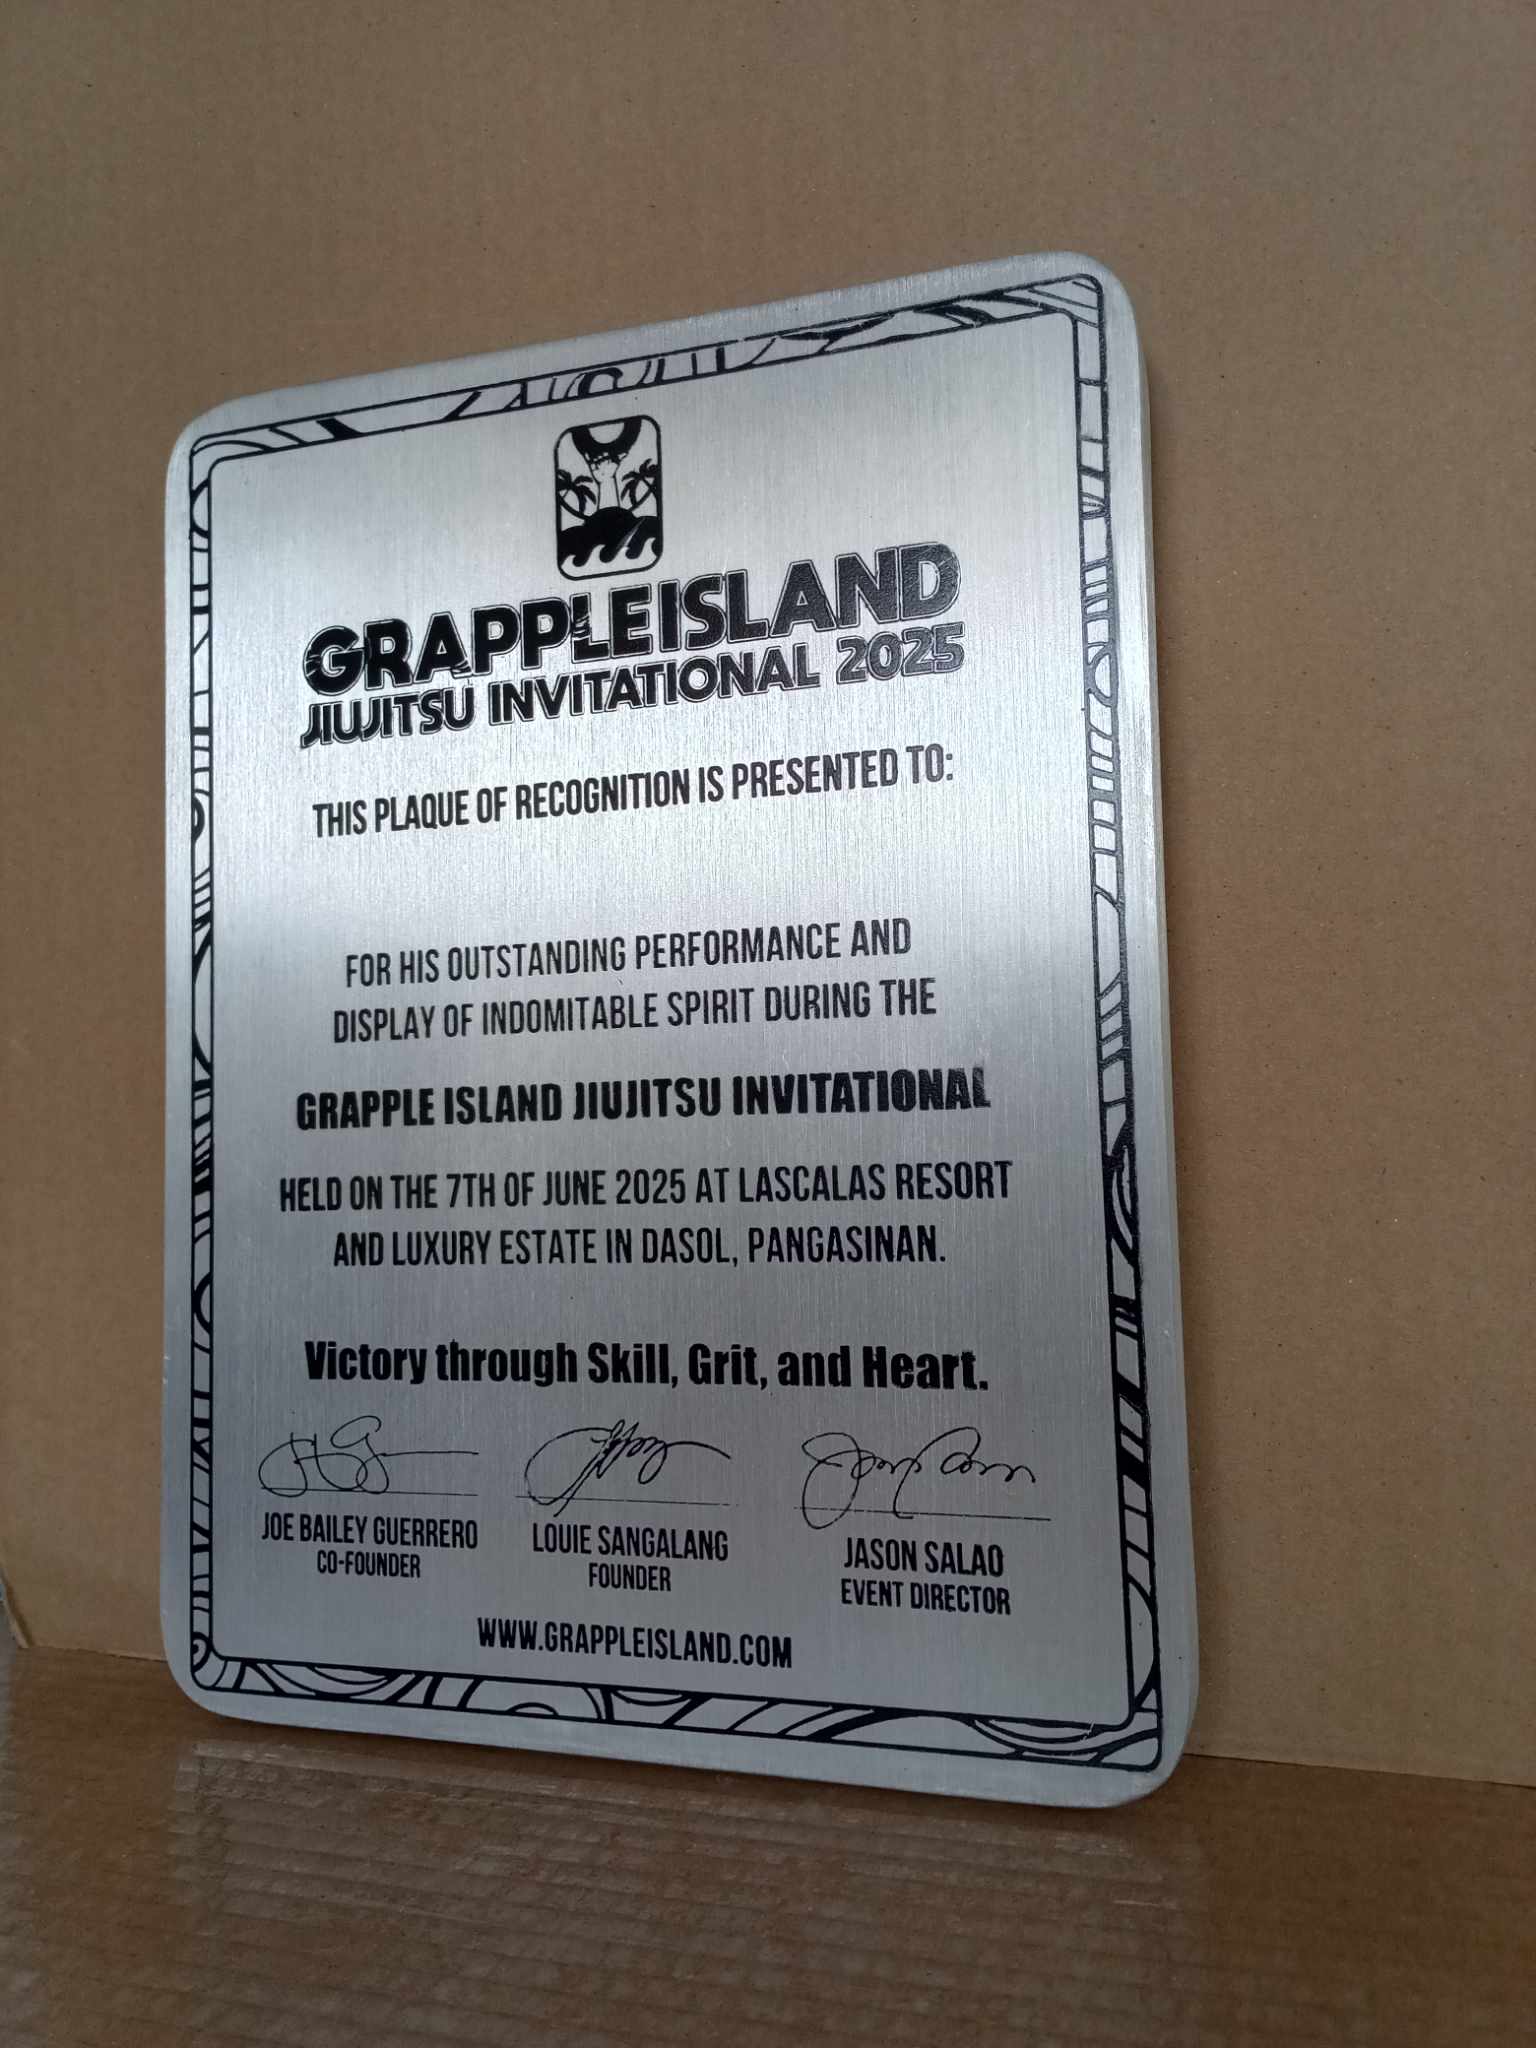 GRAPPLEISLAND
JIUJITSU INVITATIONAL 2025
THIS PLAQUE OF RECOGNITION IS PRESENTED TO:
FOR HIS OUTSTANDING PERFORMANCE AND
DISPLAY OF INDOMITABLE SPIRIT DURING THE
GRAPPLE ISLAND JIUJITSU INVITATIONAL
HELD ON THE 7TH OF JUNE 2025 AT LASCALAS RESORT
AND LUXURY ESTATE IN DASOL, PANGASINAN.
Victory through Skill, Grit, and Heart.
JOE BAILEY GUERRERO
CO-FOUNDER
LOUIE SANGALANG
FOUNDER
JASON SALAO
EVENT DIRECTOR
WWW.GRAPPLEISLAND.COM